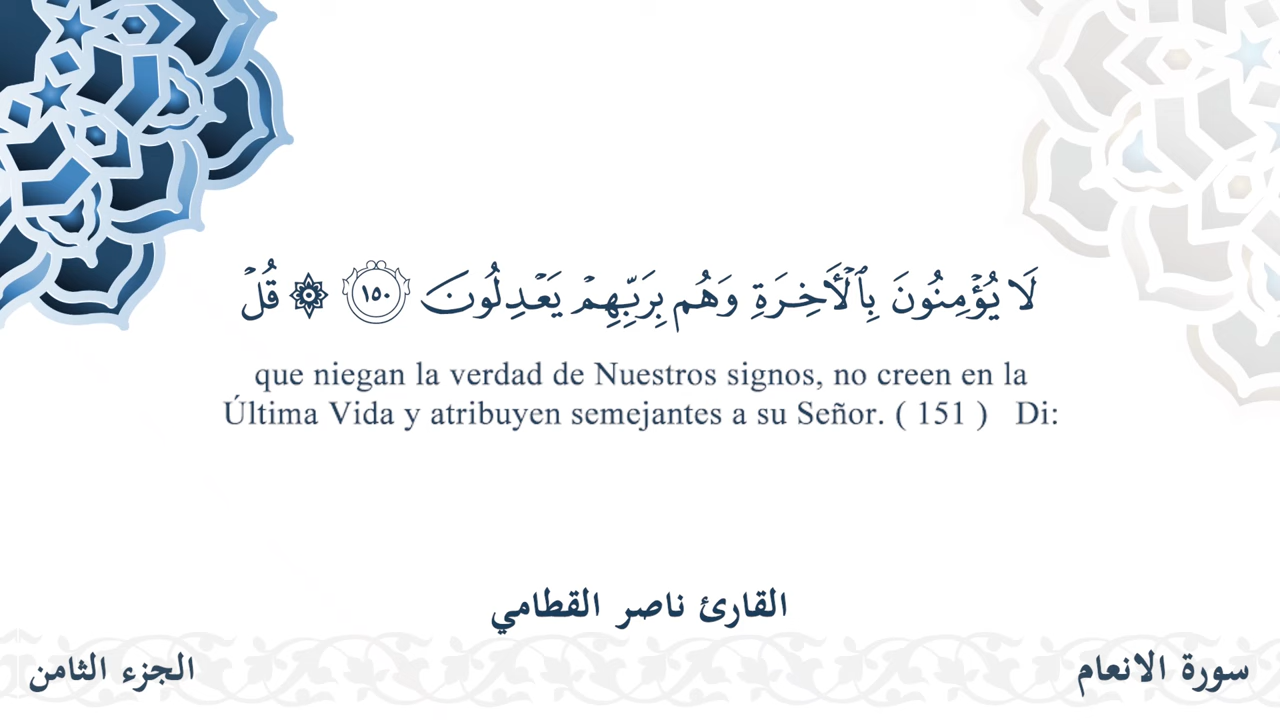 لَا يُؤۡمِنُونَ بِٱلۡأٓخِرَةِ وَهُم بِرَبِّهِمۡ يَعۡدِلُونَ ١٥٠ ۞ قُلۡ
que niegan la verdad de Nuestros signos, no creen en la
Última Vida y atribuyen semejantes a su Señor. ( 151 ) Di:
القارئ ناصر القطامي
سورة الانعام
الجزء الثامن